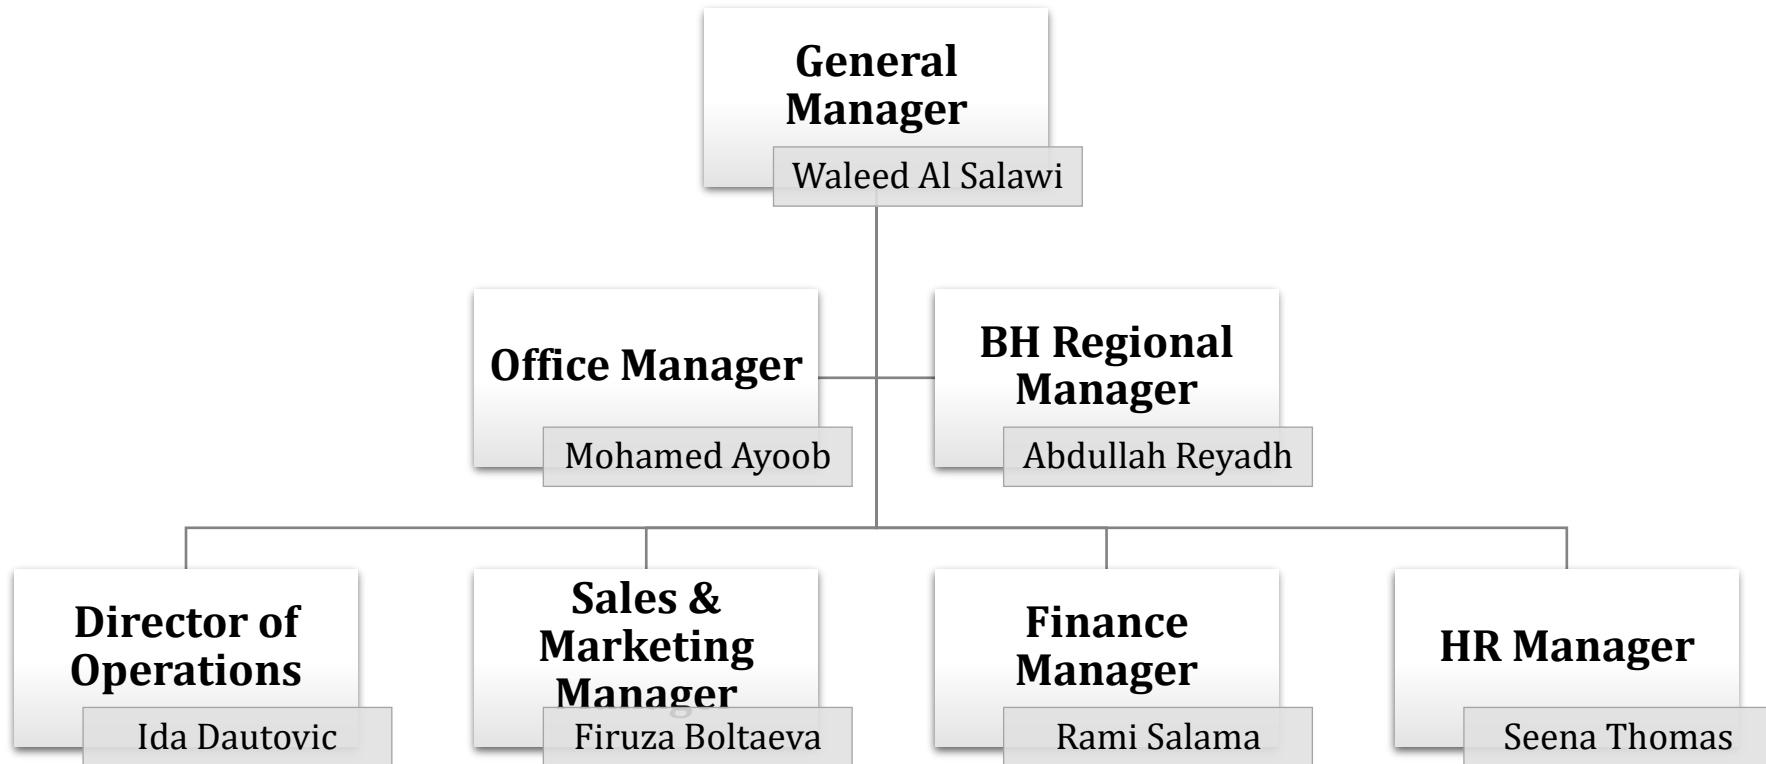 General
Manager
Waleed Al Salawi
Office Manager
Mohamed Ayoob
BH Regional
Manager
Abdullah Reyadh
Director of
Operations
Ida Dautovic
Sales &
Marketing
Manager
Firuza Boltaeva
Finance
Manager
Rami Salama
HR Manager
Seena Thomas